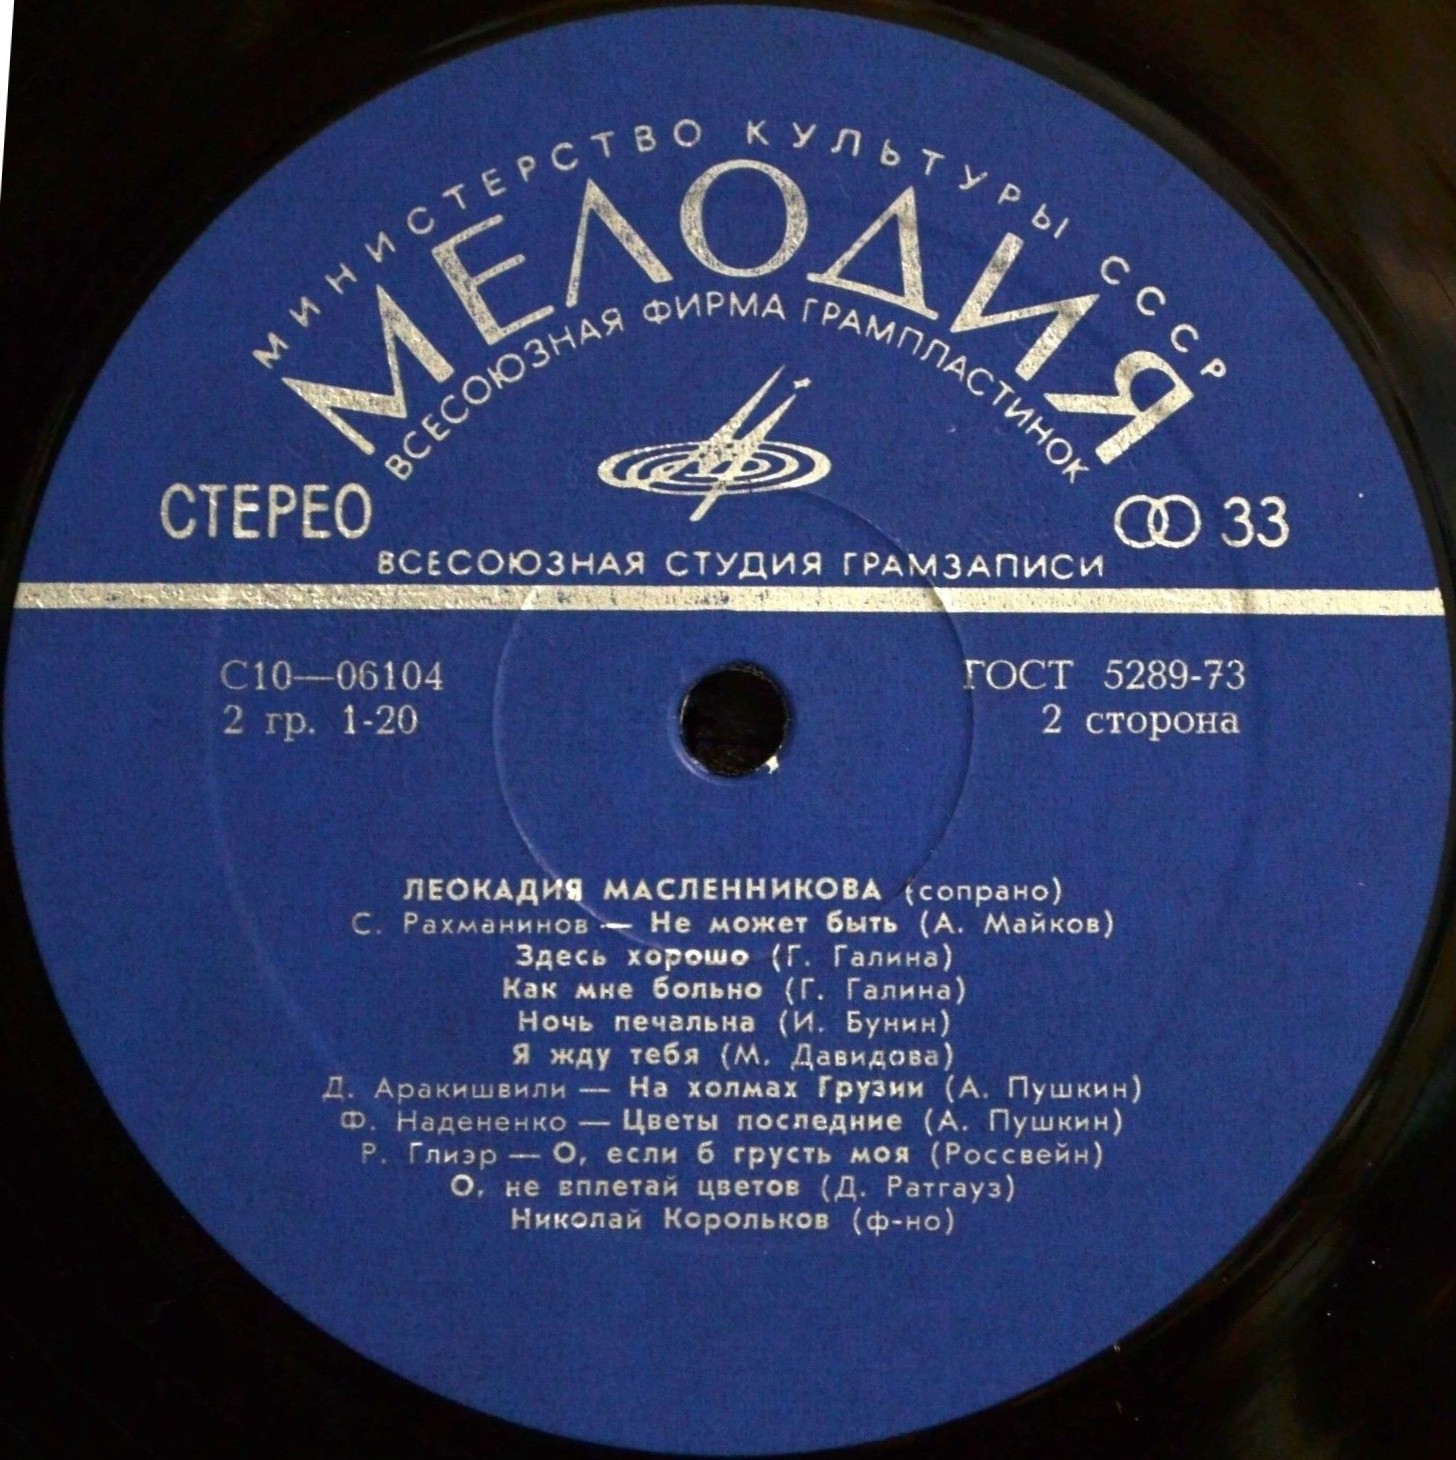 МИНИСТЕРСТВО КУЛЬТУРЫ СССР
МЕЛОДИЯ
ВСЕСОЮЗНАЯ ФИРМА ГРАМПЛАСТИНОК
СТЕРЕО
33
ВСЕСОЮЗНАЯ СТУДИЯ ГРАМЗАПИСИ
С10—06104
ГОСТ 5289-73
2 гр. 1-20
2 сторона
ЛЕОКАДИЯ МАСЛЕННИКОВА (сопрано)
С. Рахманинов — Не может быть (А. Майков)
Здесь хорошо (Г. Галина)
Как мне больно (Г. Галина)
Ночь печальна (И. Бунин)
Я жду тебя (М. Давидова)
Д. Аракишвили — На холмах Грузии (А. Пушкин)
Ф. Надененко — Цветы последние (А. Пушкин)
Р. Глиэр — О, если б грусть моя (Россвейн)
О, не вплетай цветов (Д. Ратгауз)
Николай Корольков (ф-но)